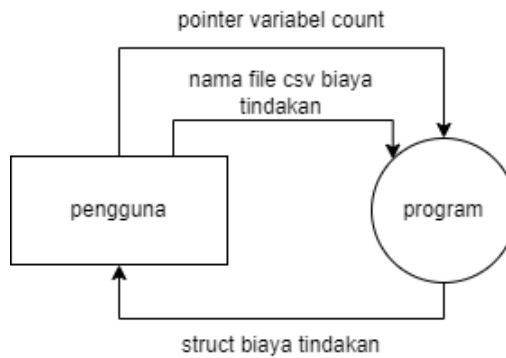 pointer variabel count
nama file csv biaya
tindakan
pengguna
program
struct biaya tindakan